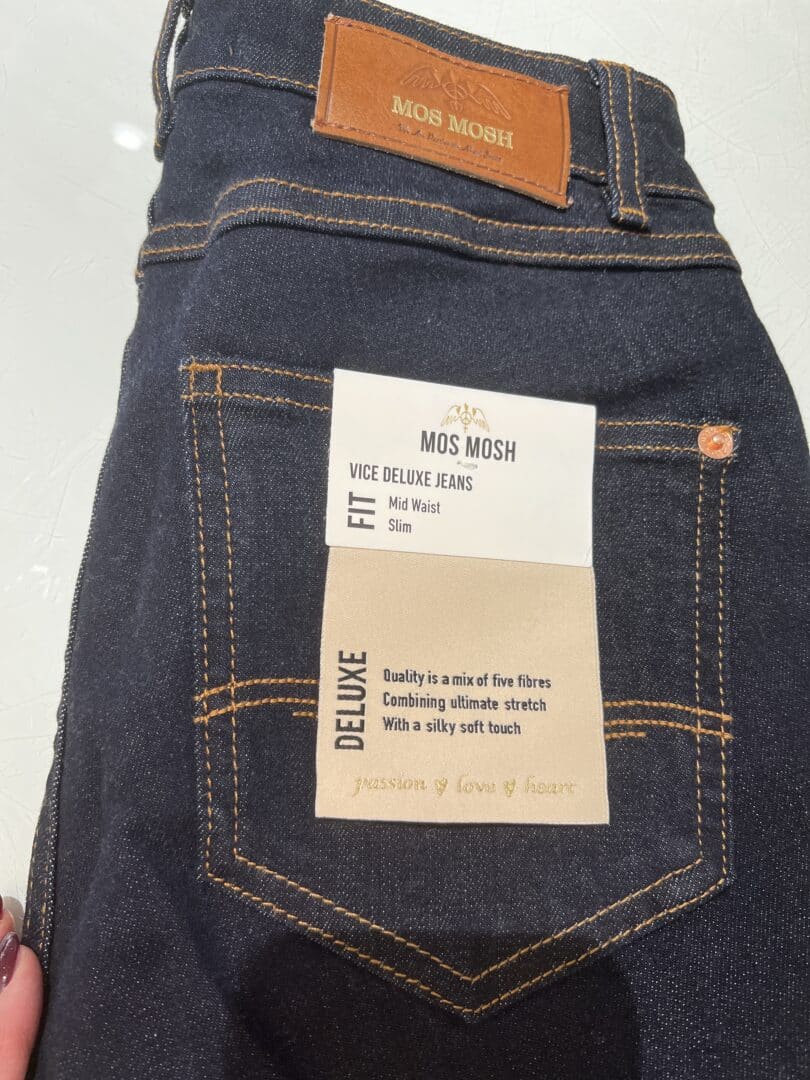 MOS MOSH
MOS MOSH
VICE DELUXE JEANS
FIT
Mid Waist
Slim
DELUXE
Quality is a mix of five fibres
Combining ultimate stretch
With a silky soft touch
passion love heart